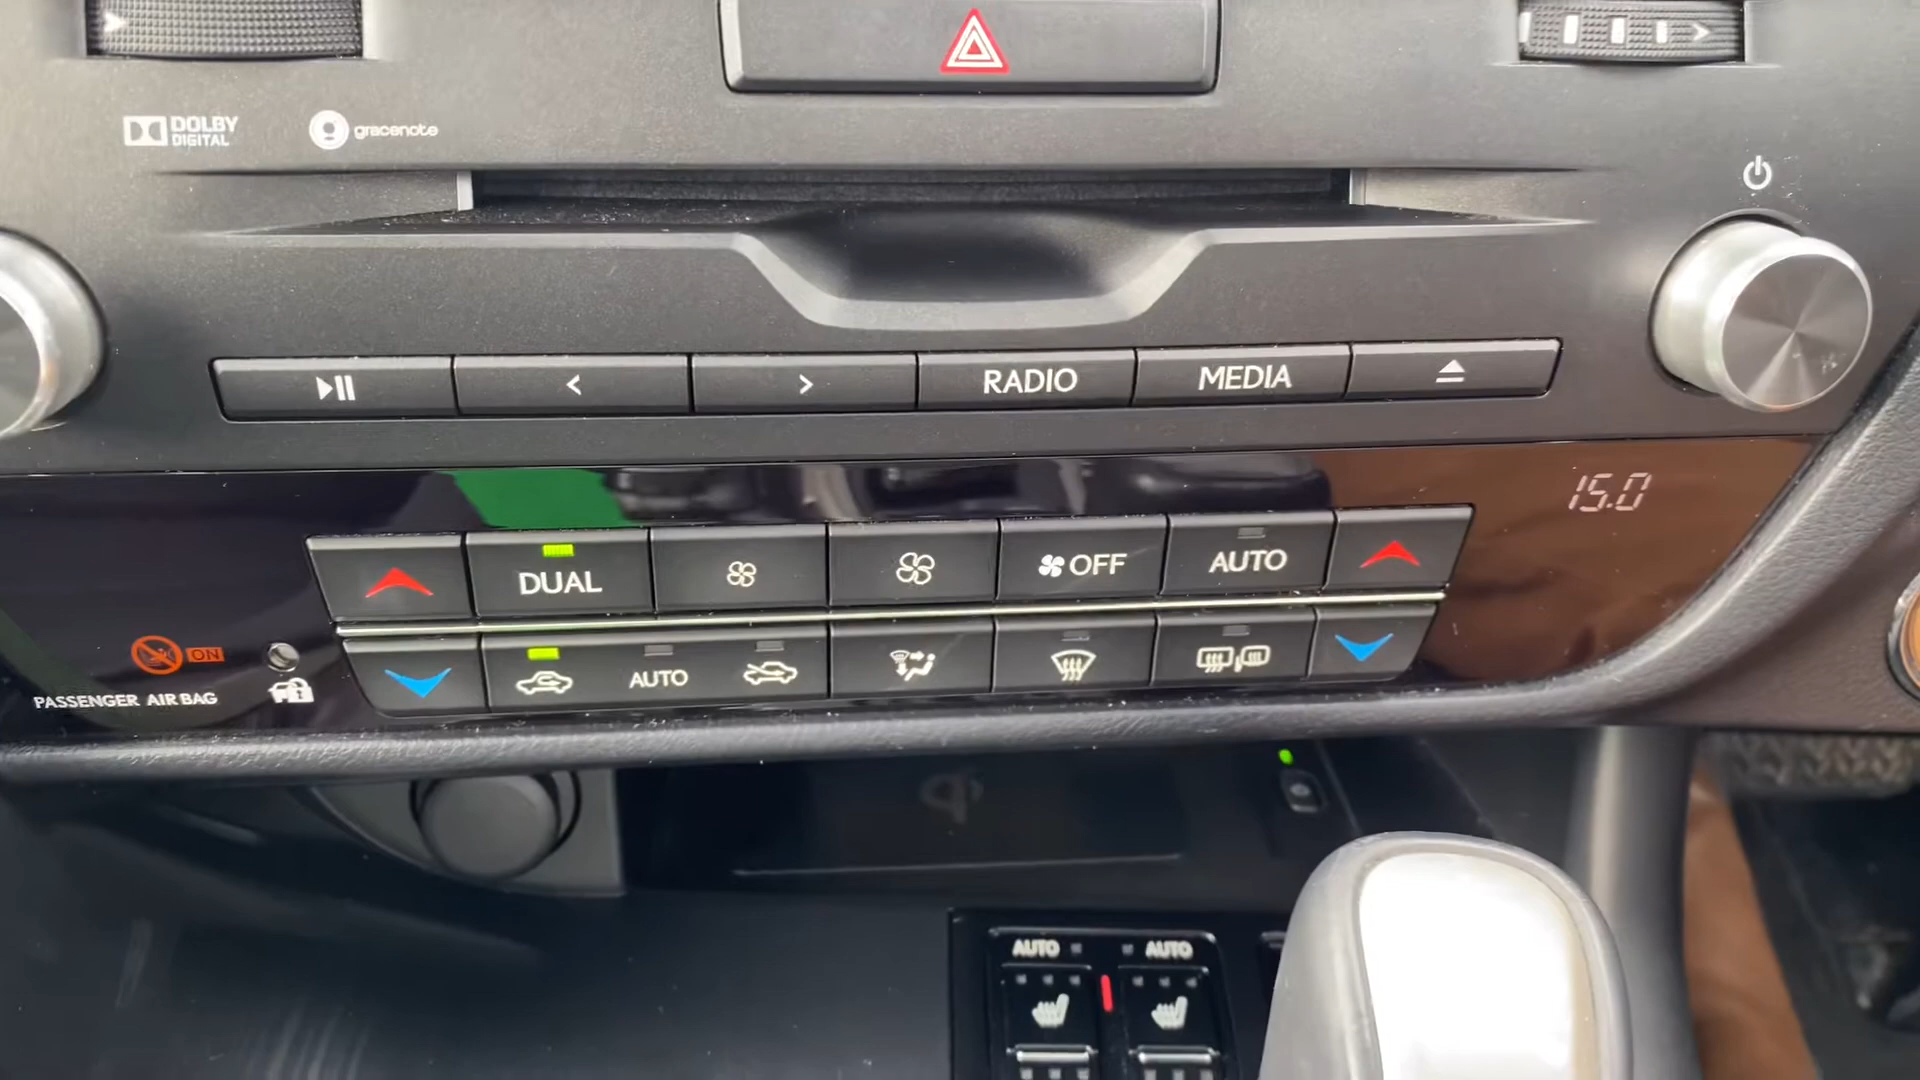 DOLBY
DIGITAL
gracenote
RADIO
MEDIA
15.0
DUAL
OFF
AUTO
ON
AUTO
PASSENGER AIR BAG
AUTO
AUTO